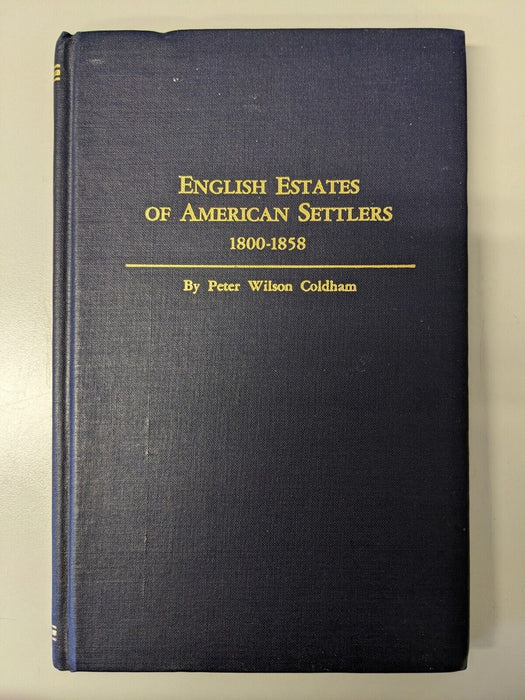 ENGLISH ESTATES
OF AMERICAN SETTLERS
1800-1858
By Peter Wilson Coldham